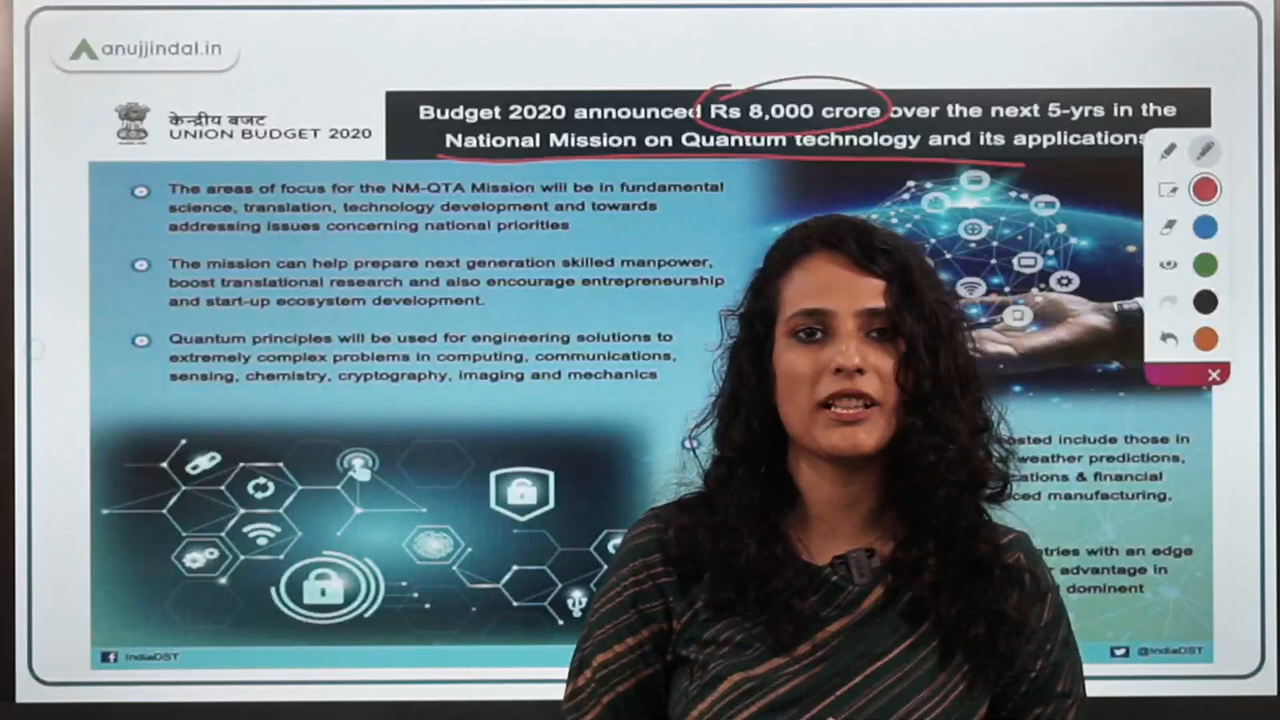 anujjindal.in
केन्द्रीय बजट
UNION BUDGET 2020
Budget 2020 announced Rs 8,000 crore over the next 5-yrs in the
National Mission on Quantum technology and its applications
The areas of focus for the NM-QTA Mission will be in fundamental
science, translation, technology development and towards
addressing issues concerning national priorities
The mission can help prepare next generation skilled manpower,
boost translational research and also encourage entrepreneurship
and start-up ecosystem development.
Quantum principles will be used for engineering solutions to
extremely complex problems in computing, communications,
sensing, chemistry, cryptography, imaging and mechanics
include those in
weather predictions,
& financial
manufacturing,
with an edge
advantage in
dominent
IndiaDST
@IndiaDST